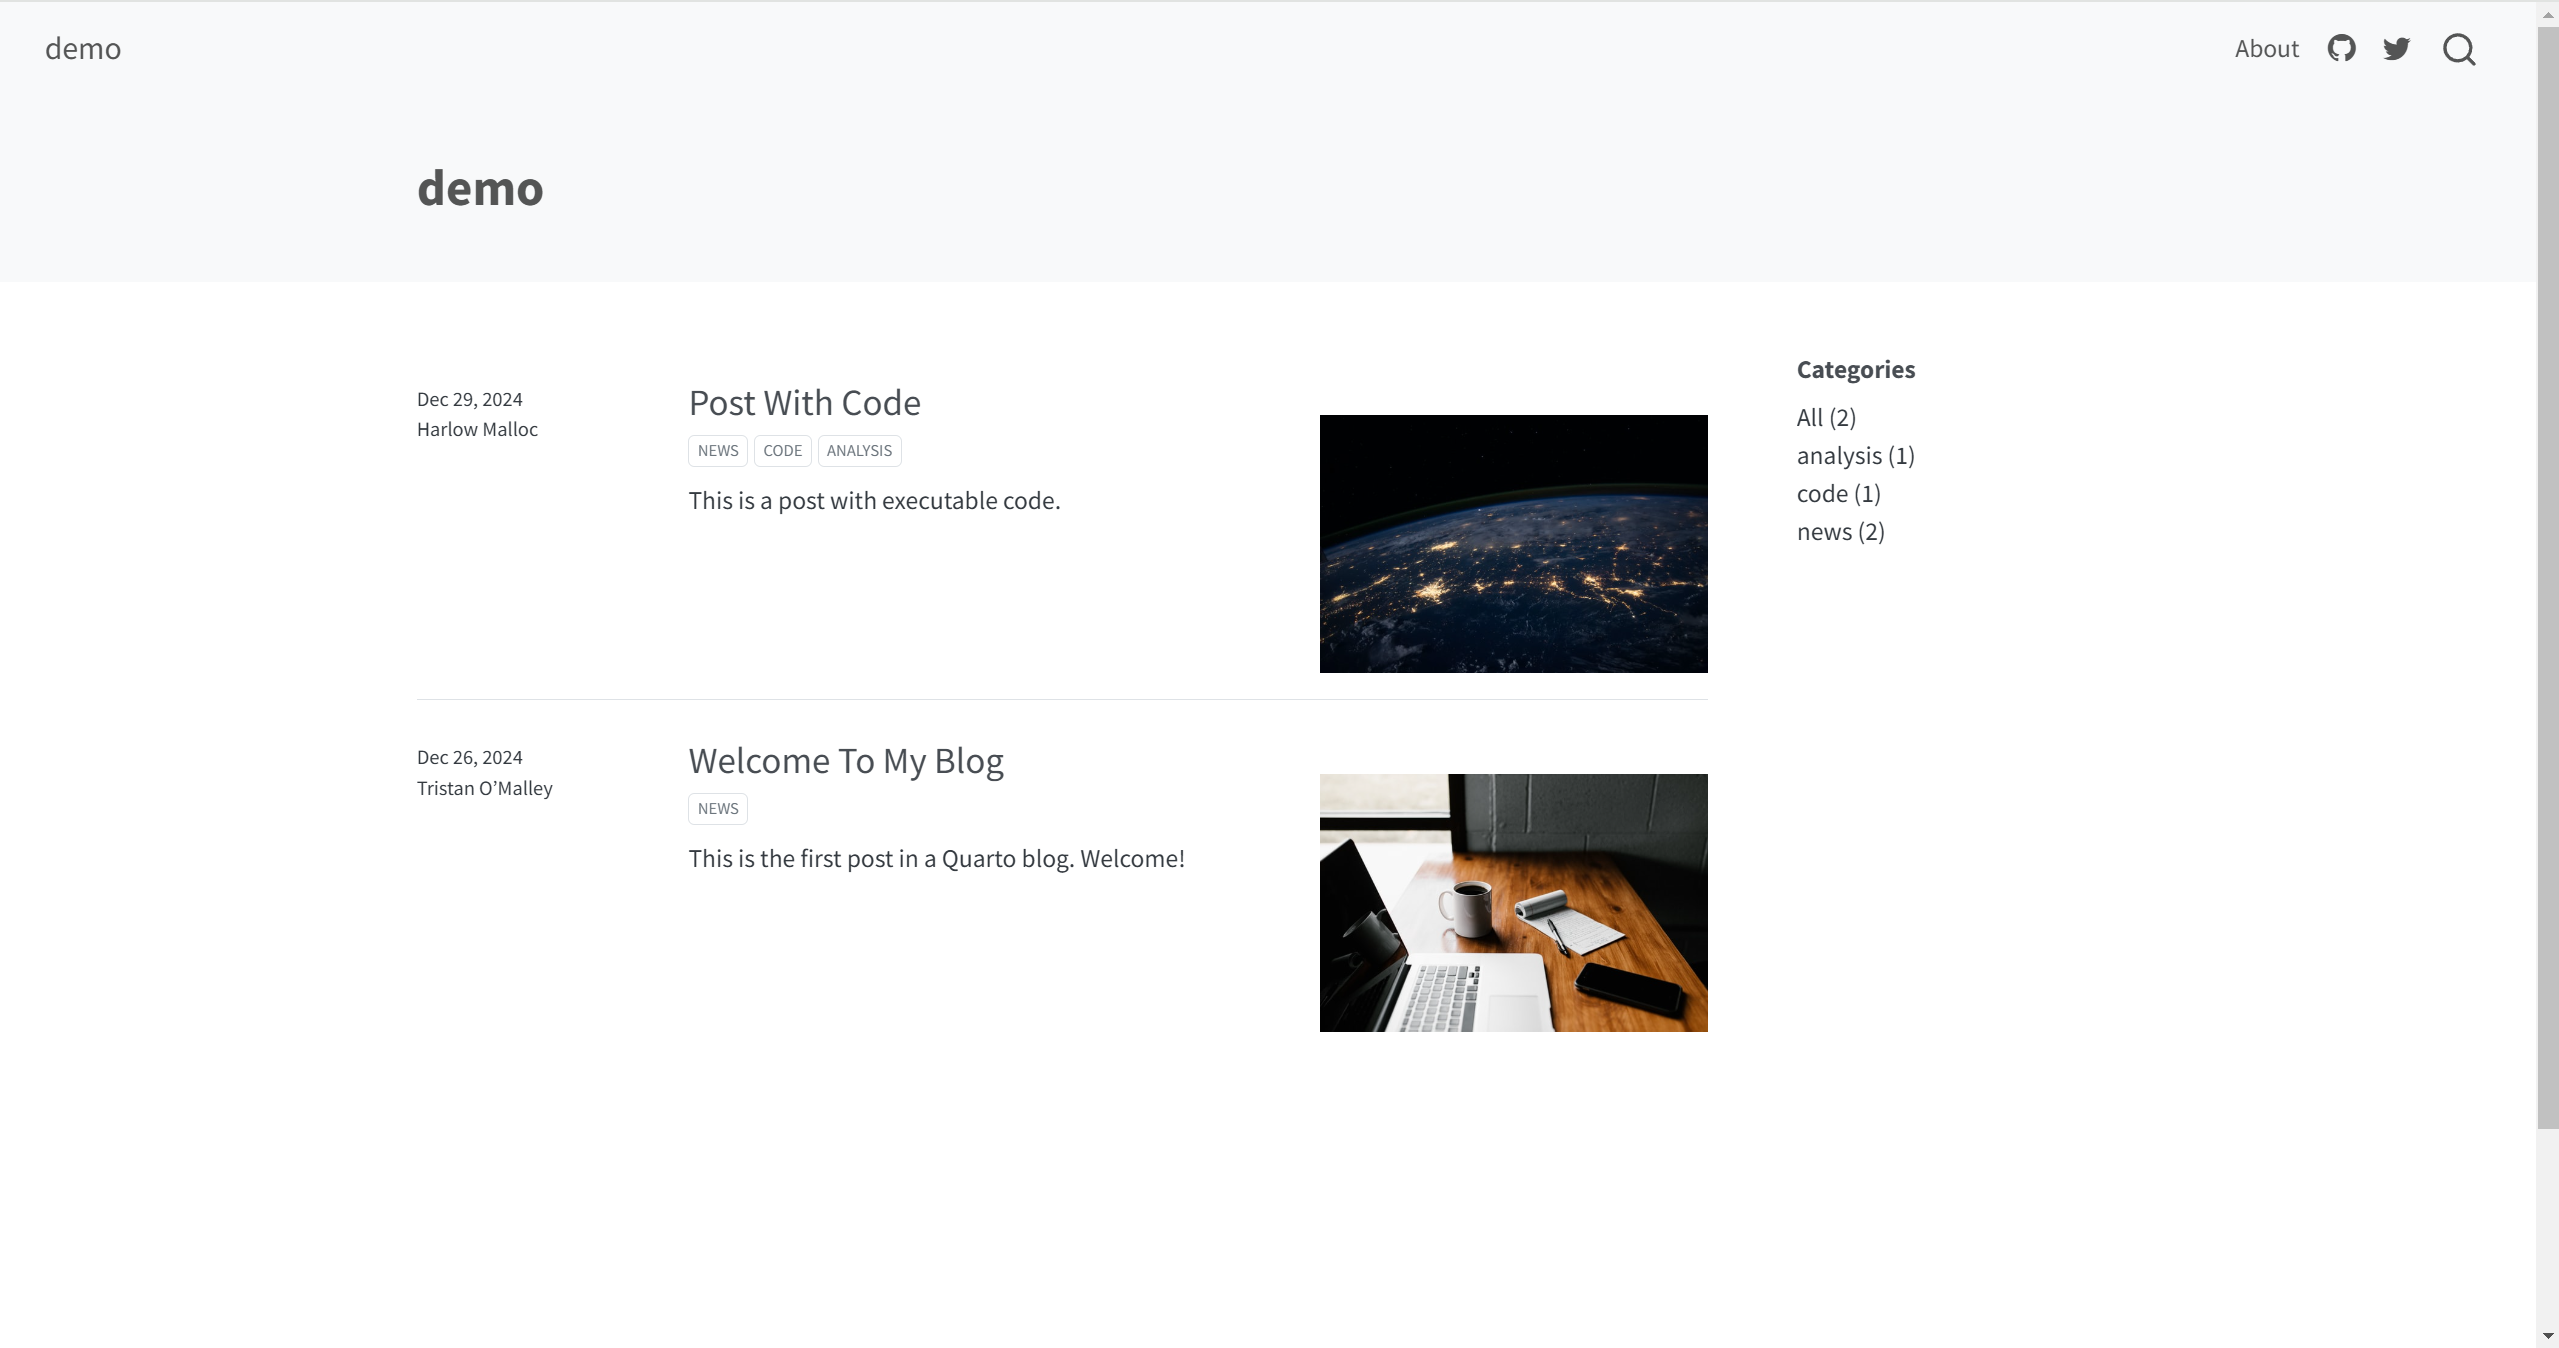 demo
About
demo
Dec 29, 2024
Harlow Malloc
Post With Code
NEWS CODE ANALYSIS
This is a post with executable code.
Categories
All (2)
analysis (1)
code (1)
news (2)
Dec 26, 2024
Tristan O’Malley
Welcome To My Blog
NEWS
This is the first post in a Quarto blog. Welcome!